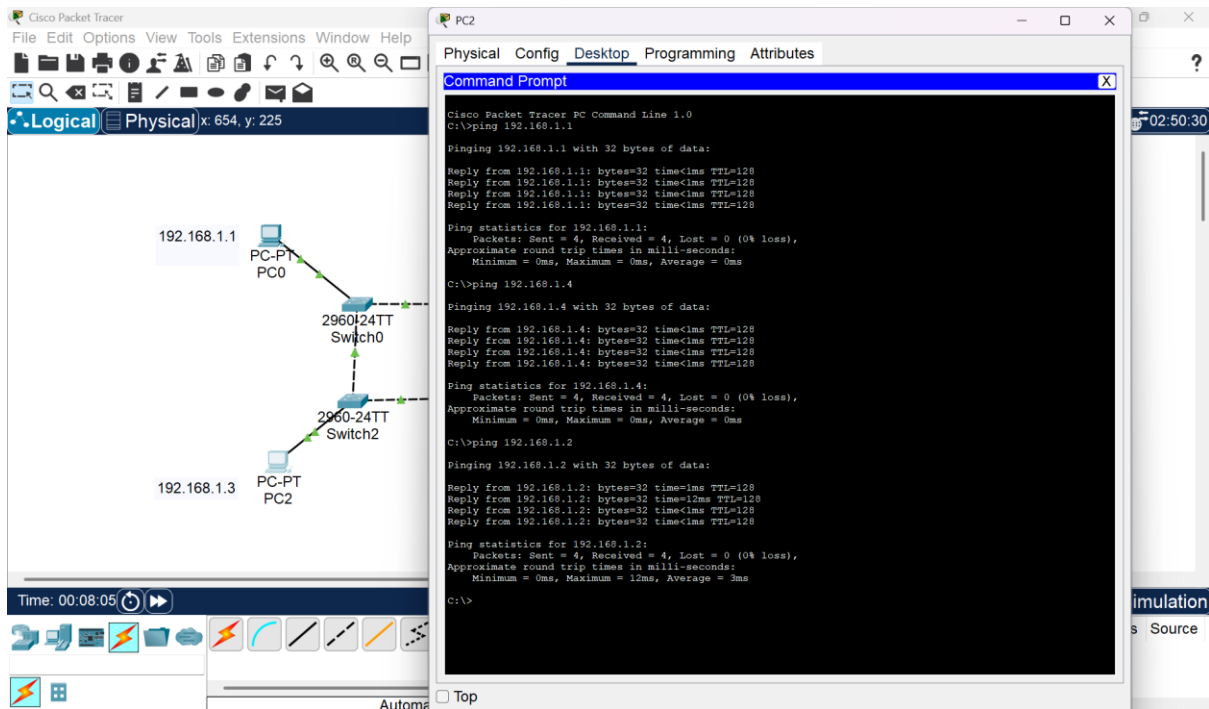 Cisco Packet Tracer
File Edit Options View Tools Extensions Window Help
?
Logical Physical x: 654, y: 225
02:50:30
192.168.1.1
PC-PT
PC0
2960-24TT
Switch0
2960-24TT
Switch2
192.168.1.3
PC-PT
PC2
Time: 00:08:05
imulation
s Source
Automa
PC2
Physical Config Desktop Programming Attributes
Command Prompt
X
Cisco Packet Tracer PC Command Line 1.0
C:\>ping 192.168.1.1
Pinging 192.168.1.1 with 32 bytes of data:
Reply from 192.168.1.1: bytes=32 time<1ms TTL=128
Reply from 192.168.1.1: bytes=32 time<1ms TTL=128
Reply from 192.168.1.1: bytes=32 time<1ms TTL=128
Reply from 192.168.1.1: bytes=32 time<1ms TTL=128
Ping statistics for 192.168.1.1:
Packets: Sent = 4, Received = 4, Lost = 0 (0% loss),
Approximate round trip times in milli-seconds:
Minimum = 0ms, Maximum = 0ms, Average = 0ms
C:\>ping 192.168.1.4
Pinging 192.168.1.4 with 32 bytes of data:
Reply from 192.168.1.4: bytes=32 time<1ms TTL=128
Reply from 192.168.1.4: bytes=32 time<1ms TTL=128
Reply from 192.168.1.4: bytes=32 time<1ms TTL=128
Reply from 192.168.1.4: bytes=32 time<1ms TTL=128
Ping statistics for 192.168.1.4:
Packets: Sent = 4, Received = 4, Lost = 0 (0% loss),
Approximate round trip times in milli-seconds:
Minimum = 0ms, Maximum = 0ms, Average = 0ms
C:\>ping 192.168.1.2
Pinging 192.168.1.2 with 32 bytes of data:
Reply from 192.168.1.2: bytes=32 time=1ms TTL=128
Reply from 192.168.1.2: bytes=32 time=12ms TTL=128
Reply from 192.168.1.2: bytes=32 time<1ms TTL=128
Reply from 192.168.1.2: bytes=32 time<1ms TTL=128
Ping statistics for 192.168.1.2:
Packets: Sent = 4, Received = 4, Lost = 0 (0% loss),
Approximate round trip times in milli-seconds:
Minimum = 0ms, Maximum = 12ms, Average = 3ms
C:\>
Top